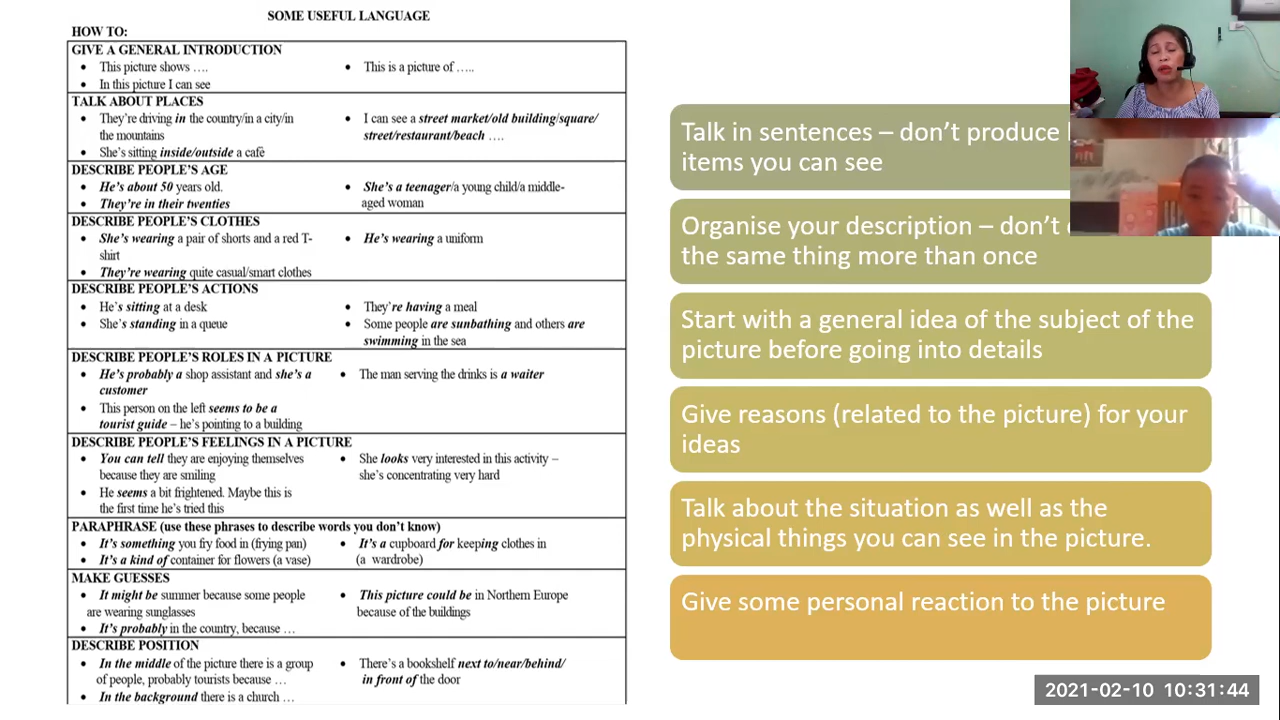 SOME USEFUL LANGUAGE
HOW TO:
GIVE A GENERAL INTRODUCTION
• This picture shows ….
• In this picture I can see
• This is a picture of …..
TALK ABOUT PLACES
• They're driving in the country/in a city/in
the mountains
• She's sitting inside/outside a cafè
• I can see a street market/old building/square/
street/restaurant/beach ….
DESCRIBE PEOPLE'S AGE
• He's about 50 years old.
• They're in their twenties
• She's a teenager/a young child/a middle-
aged woman
DESCRIBE PEOPLE'S CLOTHES
• She's wearing a pair of shorts and a red T-
shirt
• They're wearing quite casual/smart clothes
• He's wearing a uniform
DESCRIBE PEOPLE'S ACTIONS
• He's sitting at a desk
• She's standing in a queue
• They're having a meal
• Some people are sunbathing and others are
swimming in the sea
DESCRIBE PEOPLE'S ROLES IN A PICTURE
• He's probably a shop assistant and she's a
customer
• This person on the left seems to be a
tourist guide – he's pointing to a building
• The man serving the drinks is a waiter
DESCRIBE PEOPLE'S FEELINGS IN A PICTURE
• You can tell they are enjoying themselves
because they are smiling
• He seems a bit frightened. Maybe this is
the first time he's tried this
• She looks very interested in this activity –
she's concentrating very hard
PARAPHRASE (use these phrases to describe words you don't know)
• It's something you fry food in (frying pan)
• It's a kind of container for flowers (a vase)
• It's a cupboard for keeping clothes in
(a wardrobe)
MAKE GUESSES
• It might be summer because some people
are wearing sunglasses
• It's probably in the country, because …
• This picture could be in Northern Europe
because of the buildings
DESCRIBE POSITION
• In the middle of the picture there is a group
of people, probably tourists because …
• In the background there is a church …
• There's a bookshelf next to/near/behind/
in front of the door
Talk in sentences – don't produce
items you can see
Organise your description – don't
the same thing more than once
Start with a general idea of the subject of the
picture before going into details
Give reasons (related to the picture) for your
ideas
Talk about the situation as well as the
physical things you can see in the picture.
Give some personal reaction to the picture
2021-02-10 10:31:44